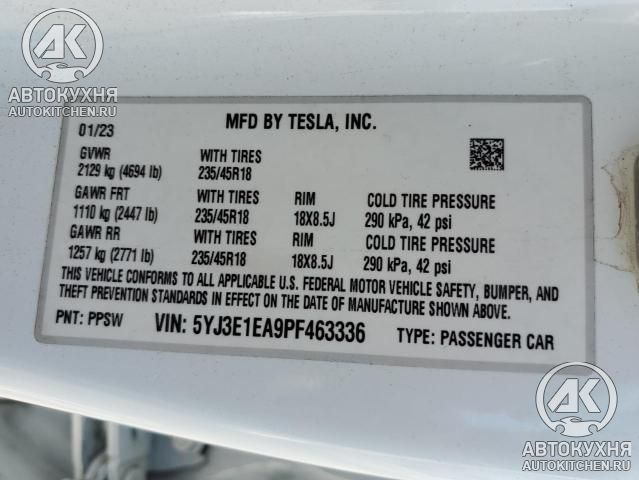 AK
АВТОКУХНЯ
AUTOKITCHEN.RU
MFD BY TESLA, INC.
01/23
GVWR WITH TIRES
2129 kg (4694 lb) 235/45R18
GAWR FRT WITH TIRES RIM COLD TIRE PRESSURE
1110 kg (2447 lb) 235/45R18 18X8.5J 290 kPa, 42 psi
GAWR RR WITH TIRES RIM COLD TIRE PRESSURE
1257 kg (2771 lb) 235/45R18 18X8.5J 290 kPa, 42 psi
THIS VEHICLE CONFORMS TO ALL APPLICABLE U.S. FEDERAL MOTOR VEHICLE SAFETY, BUMPER, AND
THEFT PREVENTION STANDARDS IN EFFECT ON THE DATE OF MANUFACTURE SHOWN ABOVE.
PNT: PPSW VIN: 5YJ3E1EA9PF463336 TYPE: PASSENGER CAR
AK
АВТОКУХНЯ
AUTOKITCHEN.RU